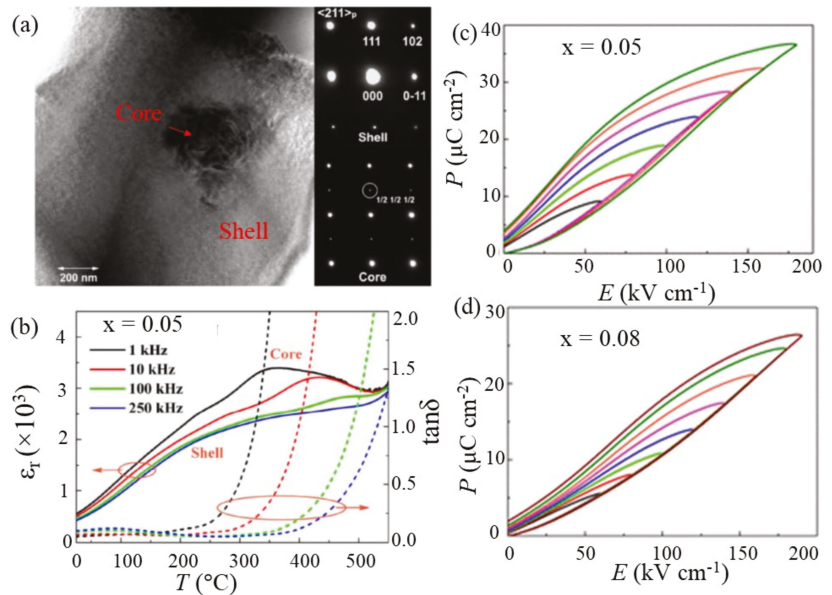 (a)
Core
Shell
200 nm
<211>p
111
102
000
0-11
Shell
1/2 1/2 1/2
Core
(b)
x = 0.05
1 kHz
10 kHz
100 kHz
250 kHz
Core
Shell
εr (×10³)
4
3
2
1
0
tanδ
2.0
1.5
1.0
0.5
0.0
0 100 200 300 400 500
T (°C)
(c)
x = 0.05
P (μC cm⁻²)
40
30
20
10
0
0 50 100 150 200
E (kV cm⁻¹)
(d)
x = 0.08
P (μC cm⁻²)
30
20
10
0
0 50 100 150 200
E (kV cm⁻¹)